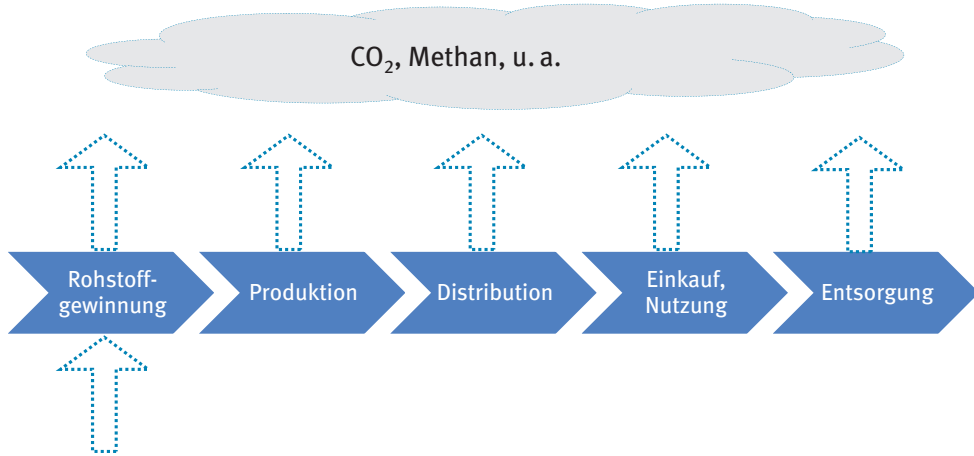 CO₂, Methan, u. a.
Rohstoff-
gewinnung
Produktion
Distribution
Einkauf,
Nutzung
Entsorgung